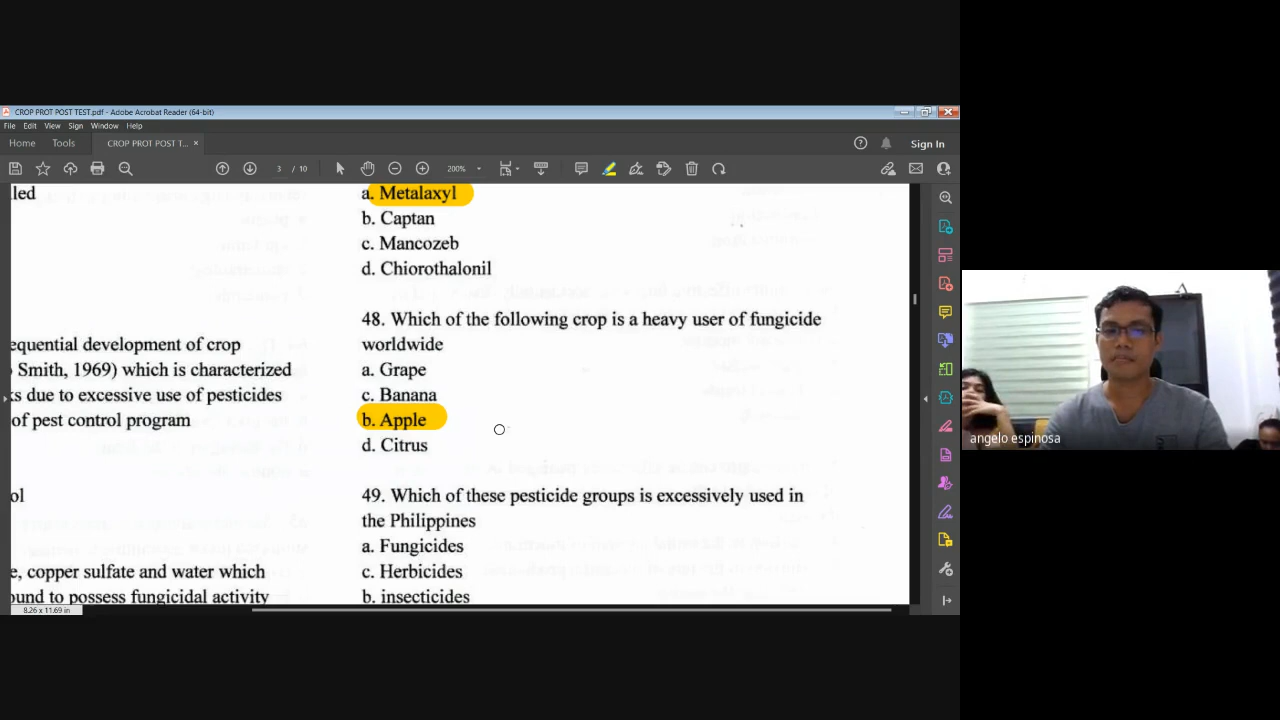 CROP PROT POST TEST.pdf - Adobe Acrobat Reader (64-bit)
File Edit View Sign Window Help
Home Tools CROP PROT POST T... × Sign In
3 / 10 200%
lled
equential development of crop
Smith, 1969) which is characterized
ks due to excessive use of pesticides
of pest control program
ol
e, copper sulfate and water which
ound to possess fungicidal activity
a. Metalaxyl
b. Captan
c. Mancozeb
d. Chiorothalonil
48. Which of the following crop is a heavy user of fungicide
worldwide
a. Grape
c. Banana
b. Apple
d. Citrus
49. Which of these pesticide groups is excessively used in
the Philippines
a. Fungicides
c. Herbicides
b. insecticides
8.26 x 11.69 in
angelo espinosa